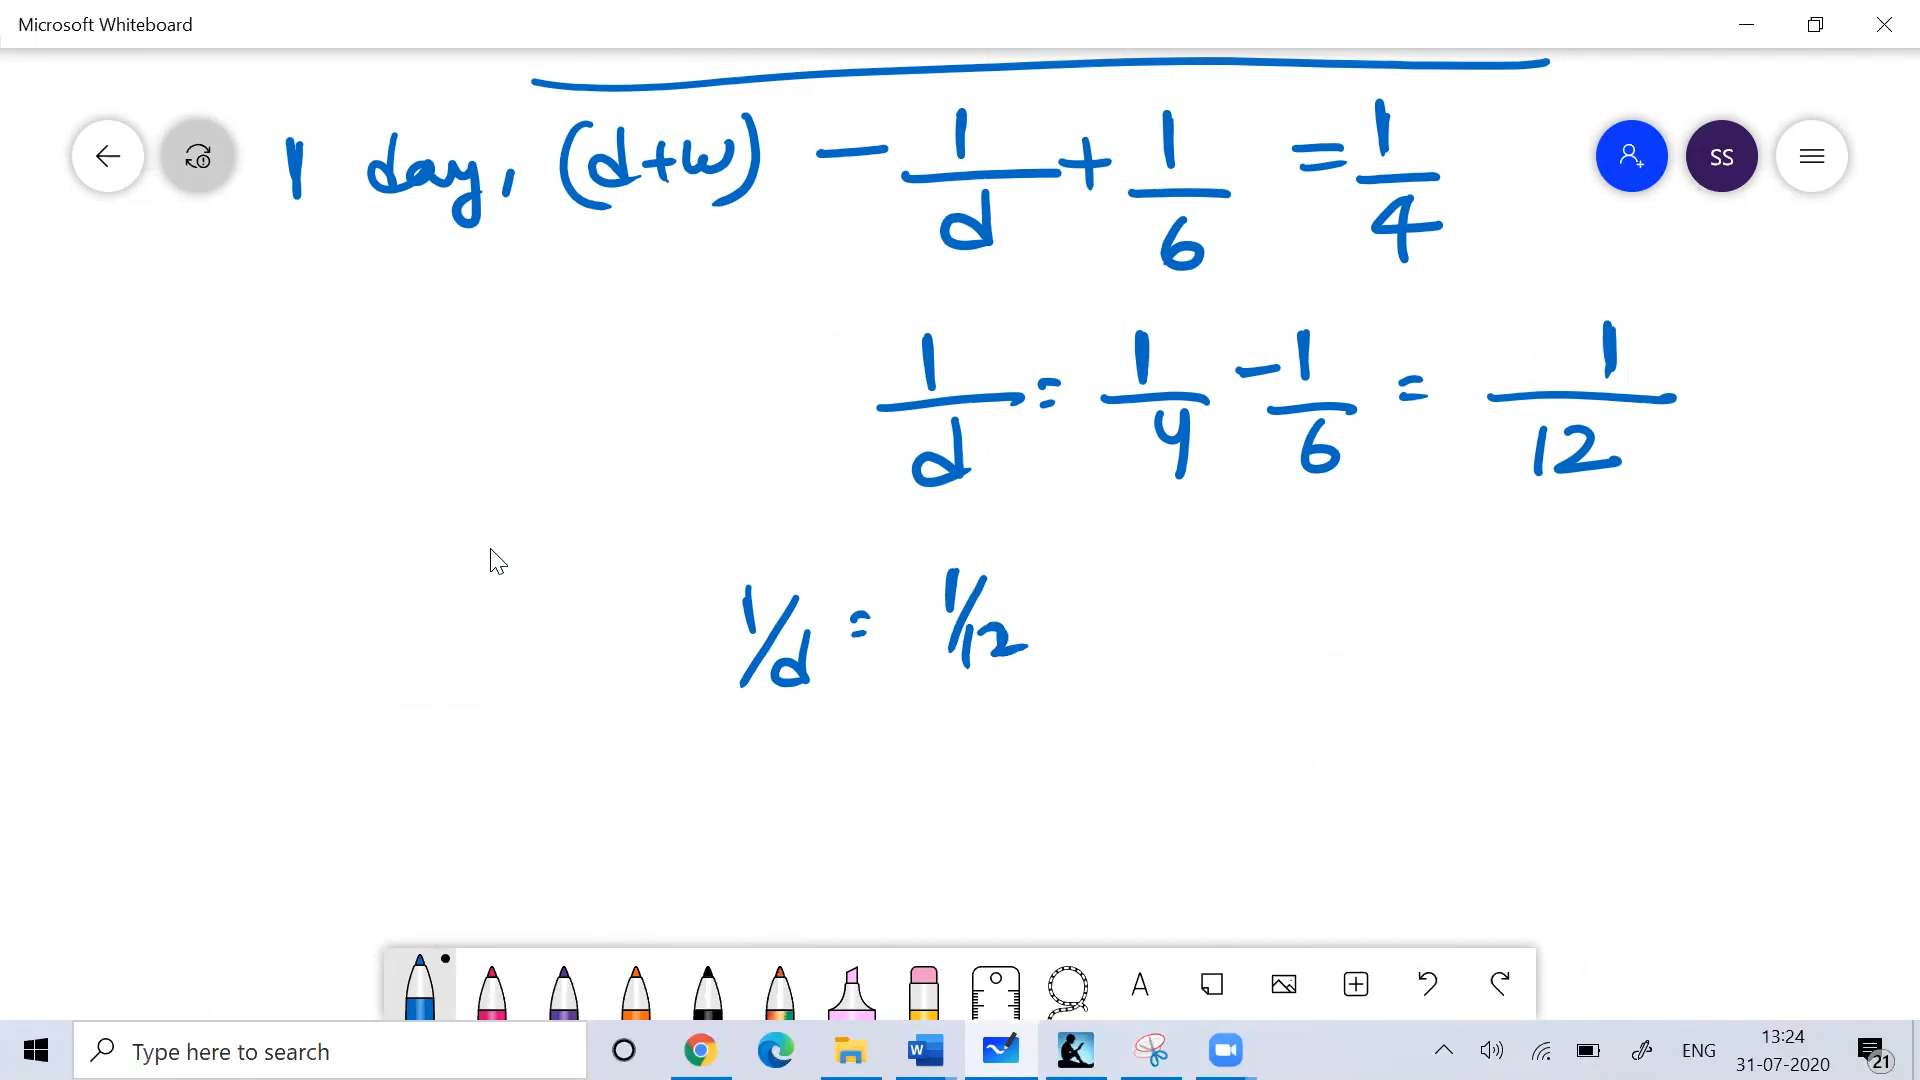 Microsoft Whiteboard
1 day, (d+w) — 1/d + 1/6 = 1/4
SS
1/d = 1/4 - 1/6 = 1/12
1/d = 1/12
A
Type here to search
ENG
13:24
31-07-2020
21